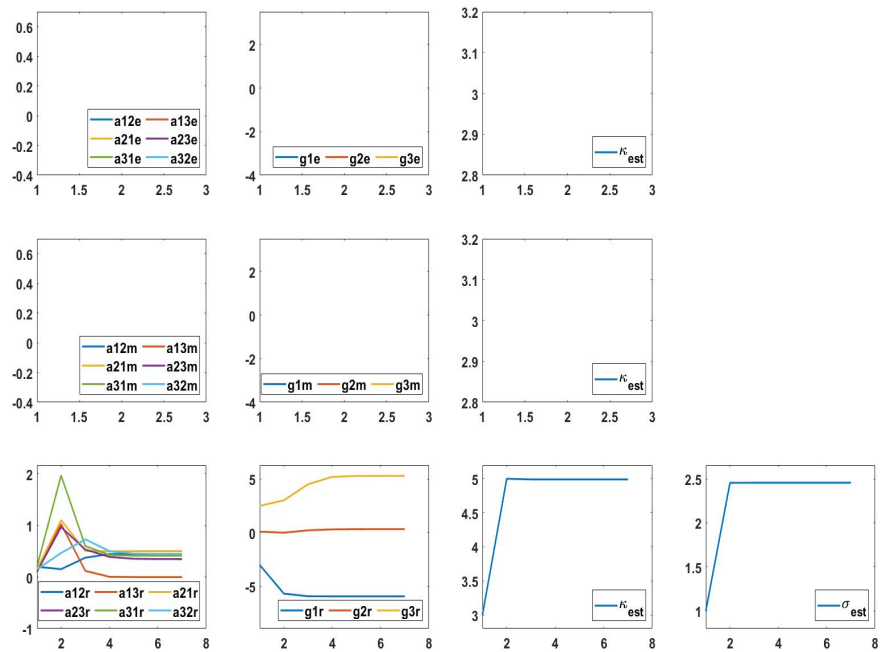 0.6
0.4
0.2
0
-0.2
-0.4
1 1.5 2 2.5 3
a12e a13e
a21e a23e
a31e a32e
2
0
-2
-4
1 1.5 2 2.5 3
g1e g2e g3e
3.2
3.1
3
2.9
2.8
1 1.5 2 2.5 3
κest
0.6
0.4
0.2
0
-0.2
-0.4
1 1.5 2 2.5 3
a12m a13m
a21m a23m
a31m a32m
2
0
-2
-4
1 1.5 2 2.5 3
g1m g2m g3m
3.2
3.1
3
2.9
2.8
1 1.5 2 2.5 3
κest
2
1
0
-1
2 4 6 8
a12r a13r a21r
a23r a31r a32r
5
0
-5
2 4 6 8
g1r g2r g3r
5
4.5
4
3.5
3
2 4 6 8
κest
2.5
2
1.5
1
2 4 6 8
σest